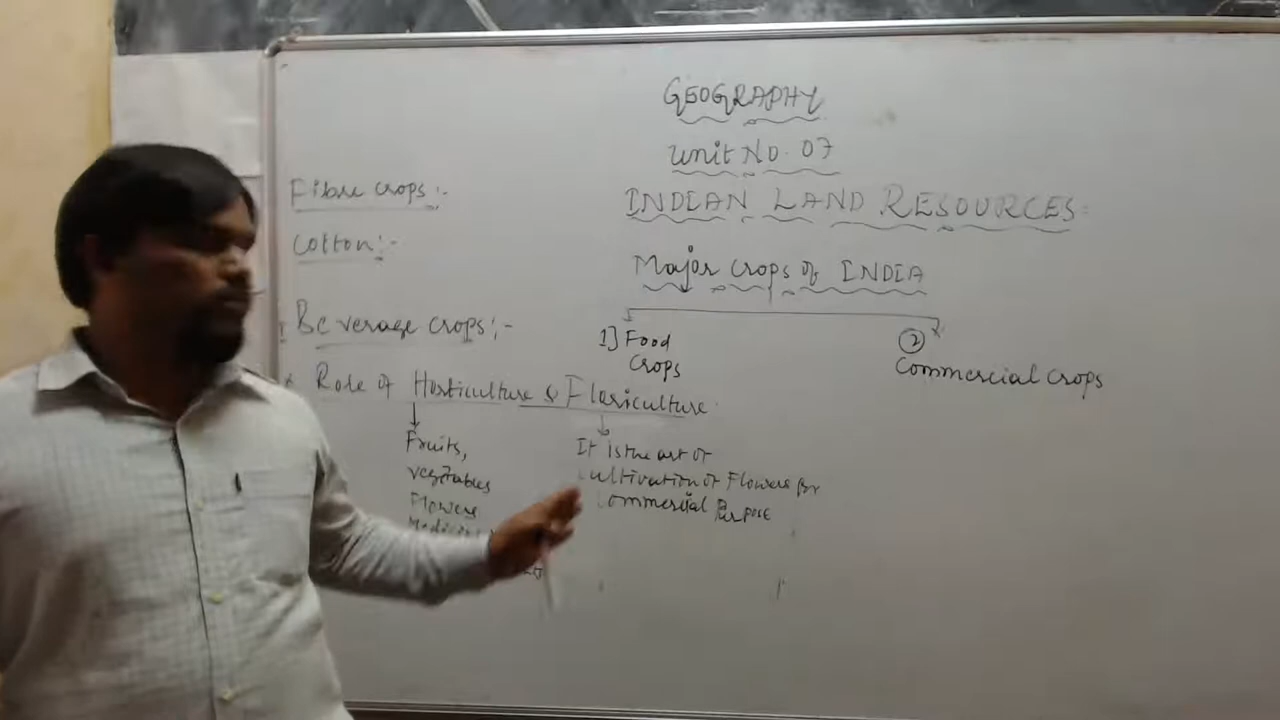 GEOGRAPHY
Unit No. 07
INDIAN LAND RESOURCES
Major crops of INDIA
1] Food
Crops
②
Commercial Crops
Fibre crops:-
Cotton:-
Beverage crops:-
Role of Horticulture & Floriculture
Fruits,
vegetables
Flowers
It is the art of
cultivation of Flowers for
commercial Purpose